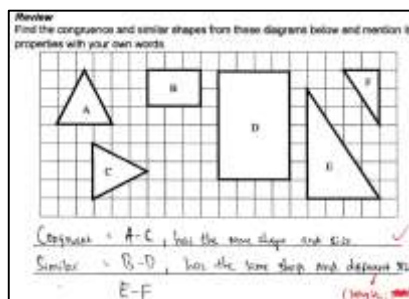 Review
Find the congruence and similar shapes from these diagrams below and mention
properties with your own words
A
B
C
D
E
F
Congruent = A-C, has the same shape and size
Similar = B-D, has the same shape and different
E-F